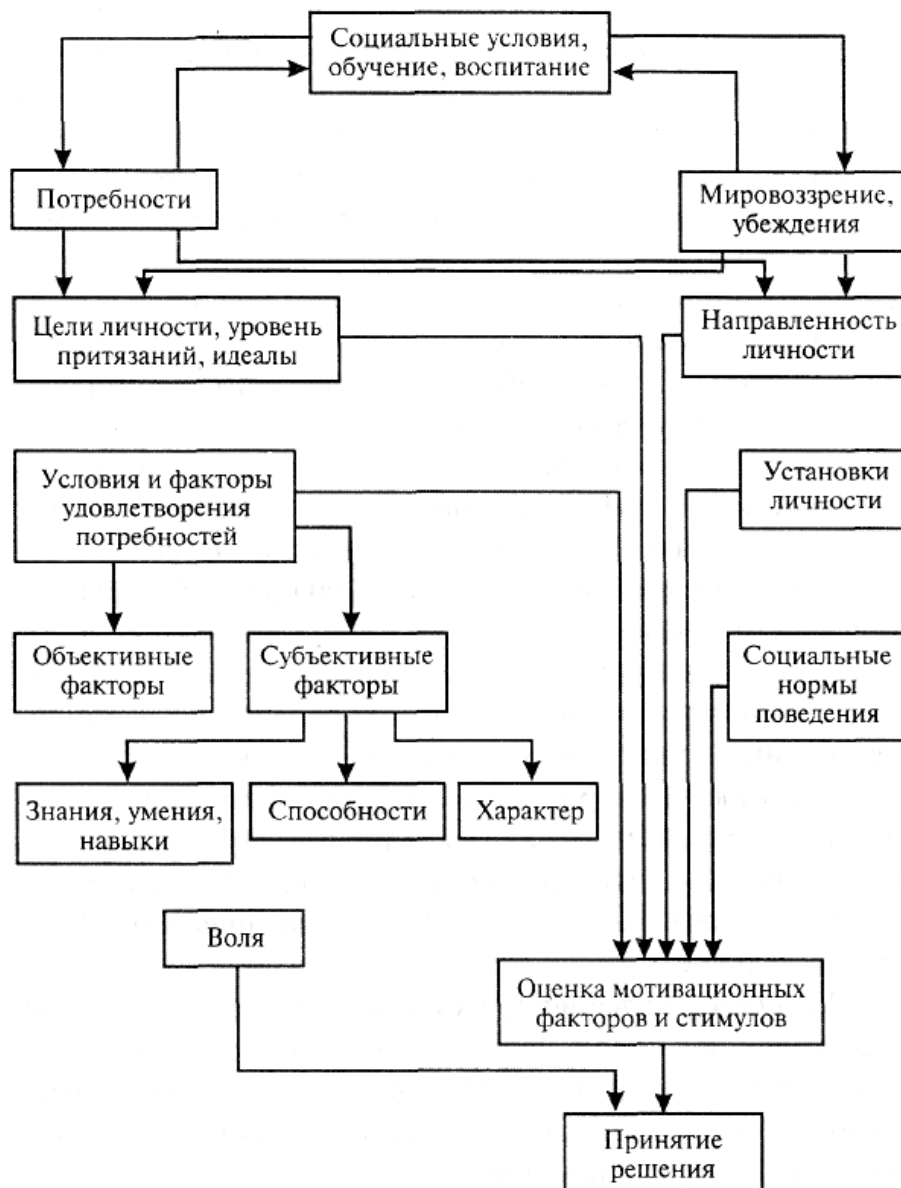 Социальные условия,
обучение, воспитание
Потребности
Мировоззрение,
убеждения
Цели личности, уровень
притязаний, идеалы
Направленность
личности
Условия и факторы
удовлетворения
потребностей
Установки
личности
Объективные
факторы
Субъективные
факторы
Социальные
нормы
поведения
Знания, умения,
навыки
Способности
Характер
Воля
Оценка мотивационных
факторов и стимулов
Принятие
решения